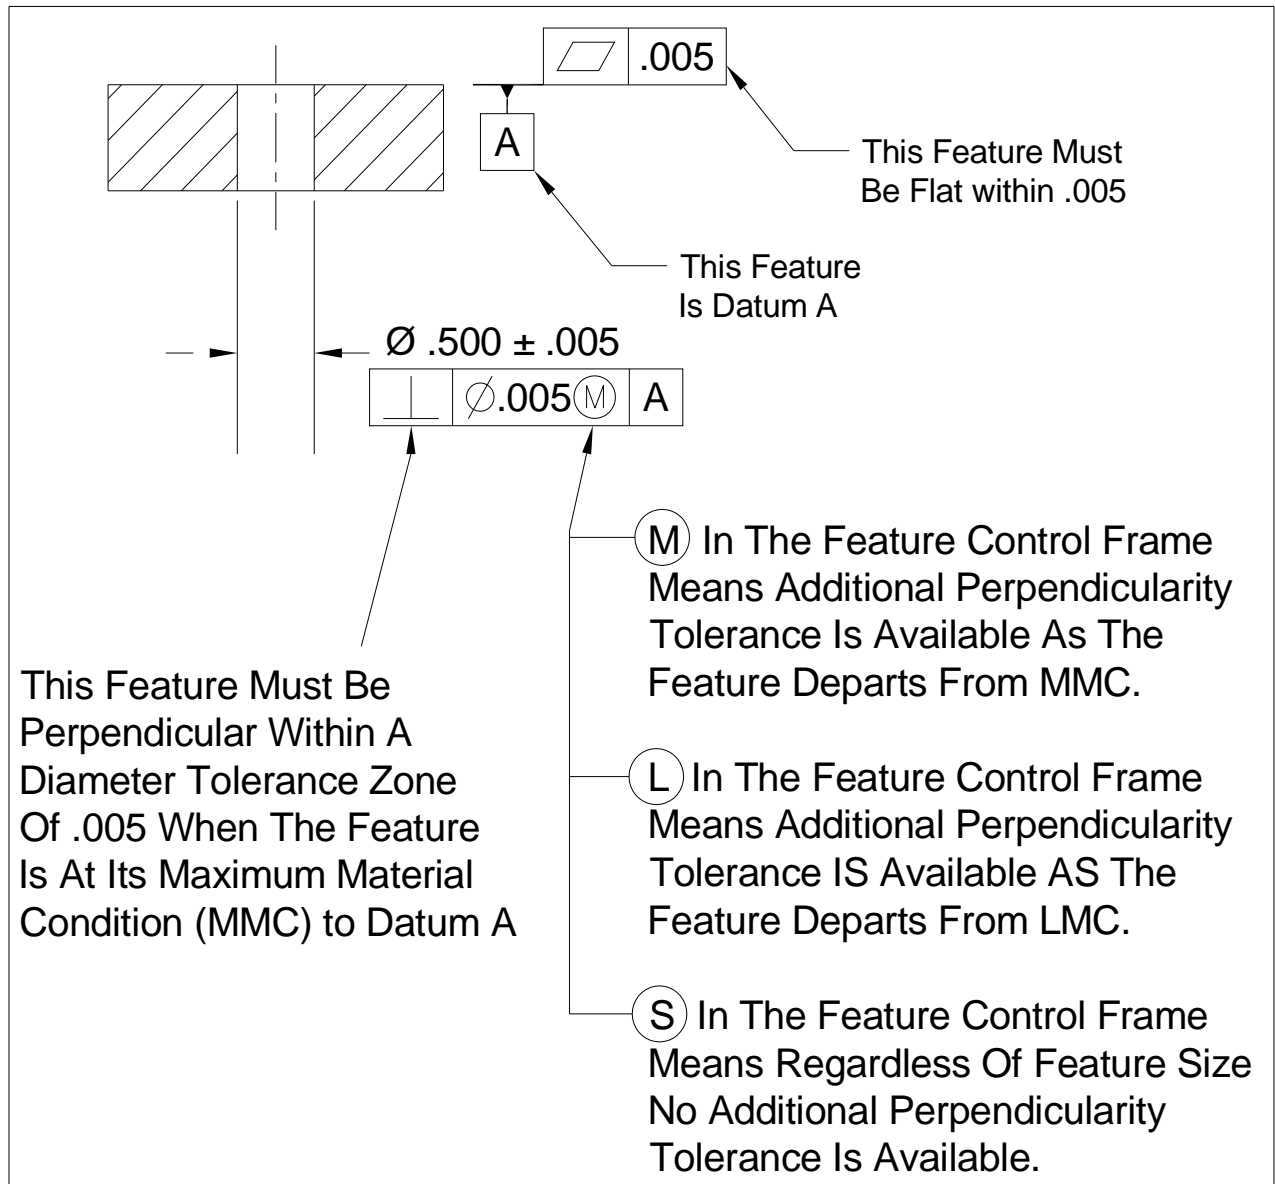 .005
A
This Feature Must
Be Flat within .005
This Feature
Is Datum A
Ø .500 ± .005
⊥ ∅.005Ⓜ A
Ⓜ In The Feature Control Frame
Means Additional Perpendicularity
Tolerance Is Available As The
Feature Departs From MMC.
This Feature Must Be
Perpendicular Within A
Diameter Tolerance Zone
Of .005 When The Feature
Is At Its Maximum Material
Condition (MMC) to Datum A
Ⓛ In The Feature Control Frame
Means Additional Perpendicularity
Tolerance IS Available AS The
Feature Departs From LMC.
Ⓢ In The Feature Control Frame
Means Regardless Of Feature Size
No Additional Perpendicularity
Tolerance Is Available.